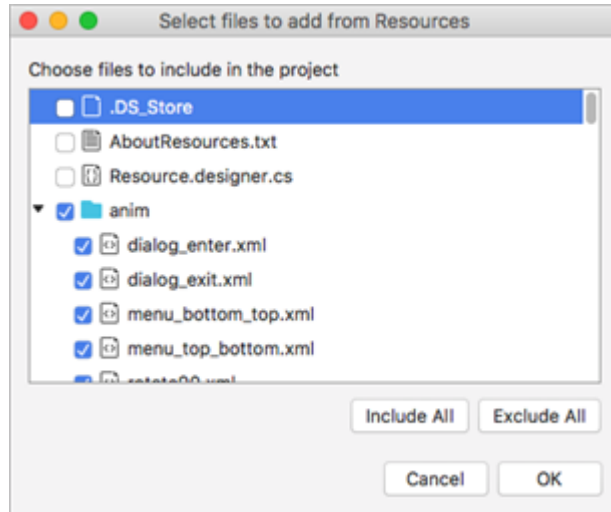 Select files to add from Resources
Choose files to include in the project
.DS_Store
AboutResources.txt
Resource.designer.cs
anim
dialog_enter.xml
dialog_exit.xml
menu_bottom_top.xml
menu_top_bottom.xml
Include All Exclude All
Cancel OK